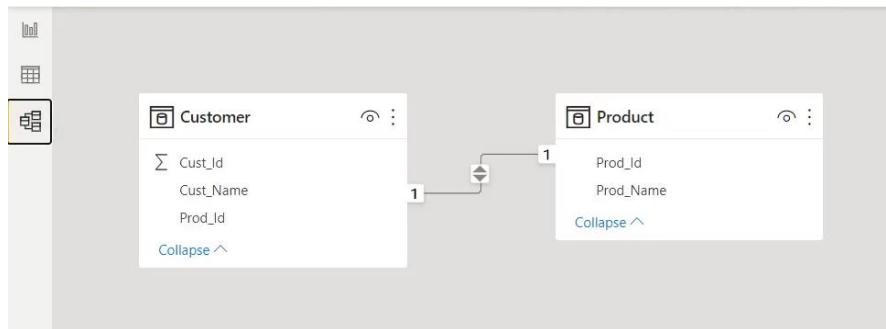 Customer
Σ Cust_Id
Cust_Name
Prod_Id
Collapse
1
1
Product
Prod_Id
Prod_Name
Collapse